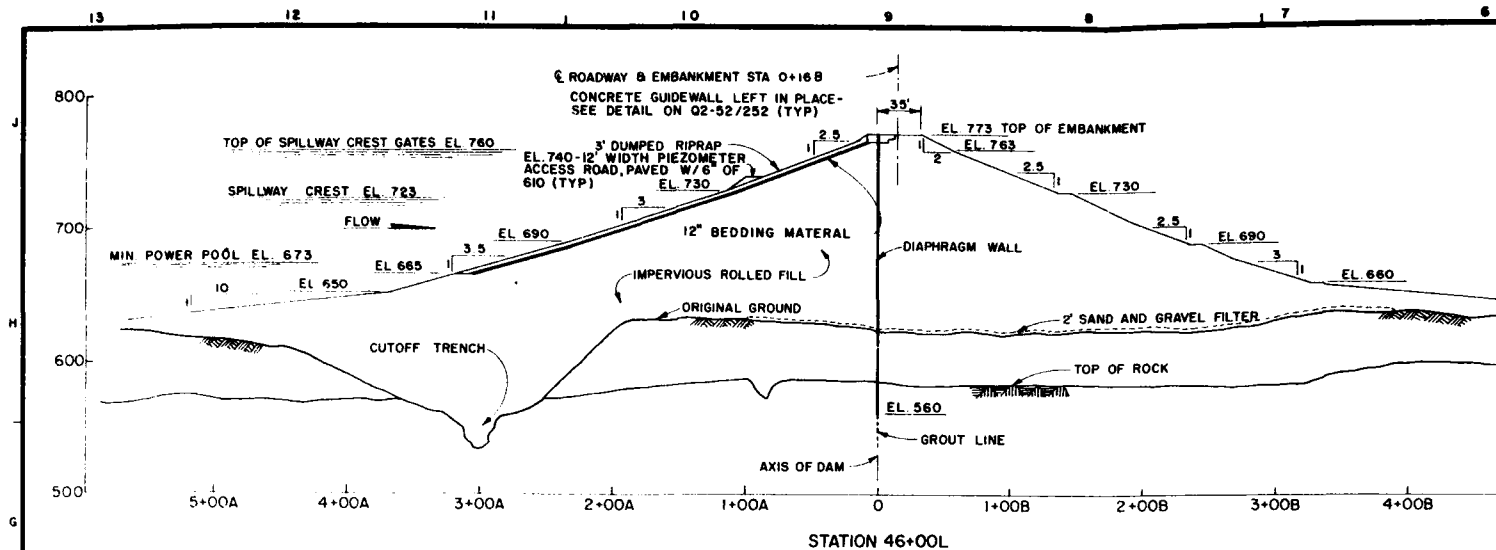 13 12 11 10 9 8 7 6
J
H
G
800
700
600
500
℄ ROADWAY & EMBANKMENT STA 0+16B
CONCRETE GUIDEWALL LEFT IN PLACE-
SEE DETAIL ON Q2-52/252 (TYP)
35'
EL. 773 TOP OF EMBANKMENT
TOP OF SPILLWAY CREST GATES EL 760
3' DUMPED RIPRAP
2.5
1
EL. 740-12' WIDTH PIEZOMETER
ACCESS ROAD, PAVED W/6" OF
610 (TYP)
1
2
EL. 763
2.5
1
SPILLWAY CREST EL. 723
EL. 730
EL. 730
FLOW
3
1
2.5
1
EL 690
12" BEDDING MATERAL
EL. 690
MIN. POWER POOL EL. 673
3.5
1
DIAPHRAGM WALL
EL 665
3
1
IMPERVIOUS ROLLED FILL
EL. 660
10
1
EL 650
ORIGINAL GROUND
2' SAND AND GRAVEL FILTER
CUTOFF TRENCH
TOP OF ROCK
EL. 560
GROUT LINE
AXIS OF DAM
5+00A 4+00A 3+00A 2+00A 1+00A 0 1+00B 2+00B 3+00B 4+00B
STATION 46+00L